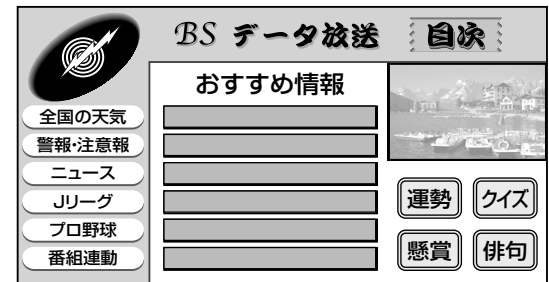 BS データ放送 目次
おすすめ情報
全国の天気
警報・注意報
ニュース
Jリーグ
プロ野球
番組連動
運勢 クイズ
懸賞 俳句